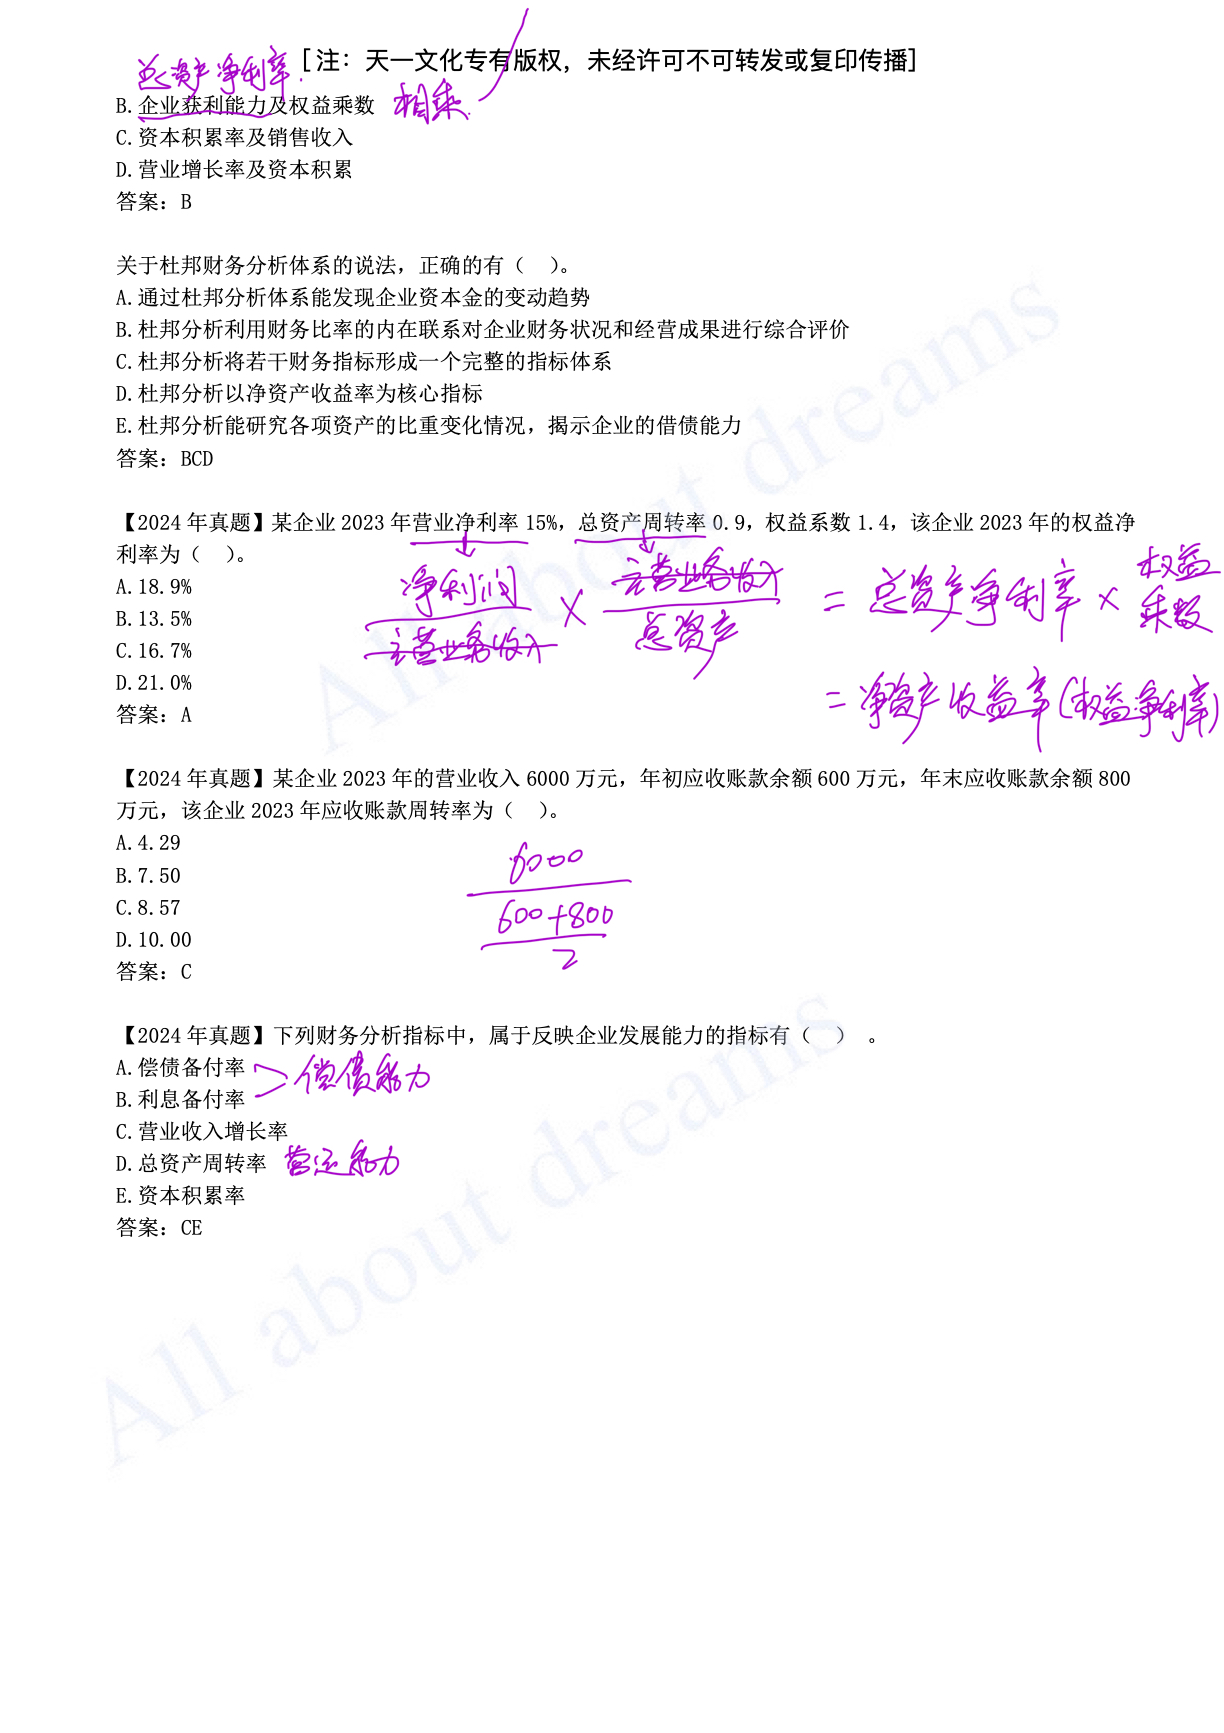 [注：天一文化专有版权，未经许可不可转发或复印传播]
总资产净利率.
B.企业获利能力及权益乘数 相乘.
C.资本积累率及销售收入
D.营业增长率及资本积累
答案：B
关于杜邦财务分析体系的说法，正确的有（ ）。
A.通过杜邦分析体系能发现企业资本金的变动趋势
B.杜邦分析利用财务比率的内在联系对企业财务状况和经营成果进行综合评价
C.杜邦分析将若干财务指标形成一个完整的指标体系
D.杜邦分析以净资产收益率为核心指标
E.杜邦分析能研究各项资产的比重变化情况，揭示企业的借债能力
答案：BCD
【2024年真题】某企业2023年营业净利率15%，总资产周转率0.9，权益系数1.4，该企业2023年的权益净
利率为（ ）。
A.18.9%
净利润 主营业务收入 = 总资产净利率 × 权益
B.13.5%
× 乘数
C.16.7%
主营业务收入 总资产
D.21.0%
=净资产收益率(权益净利率)
答案：A
【2024年真题】某企业2023年的营业收入6000万元，年初应收账款余额600万元，年末应收账款余额800
万元，该企业2023年应收账款周转率为（ ）。
A.4.29
6000
B.7.50
C.8.57
600+800
D.10.00
2
答案：C
【2024年真题】下列财务分析指标中，属于反映企业发展能力的指标有（ ） 。
A.偿债备付率
偿债能力
B.利息备付率
C.营业收入增长率
D.总资产周转率 营运能力
E.资本积累率
答案：CE
All about dreams
All about dreams